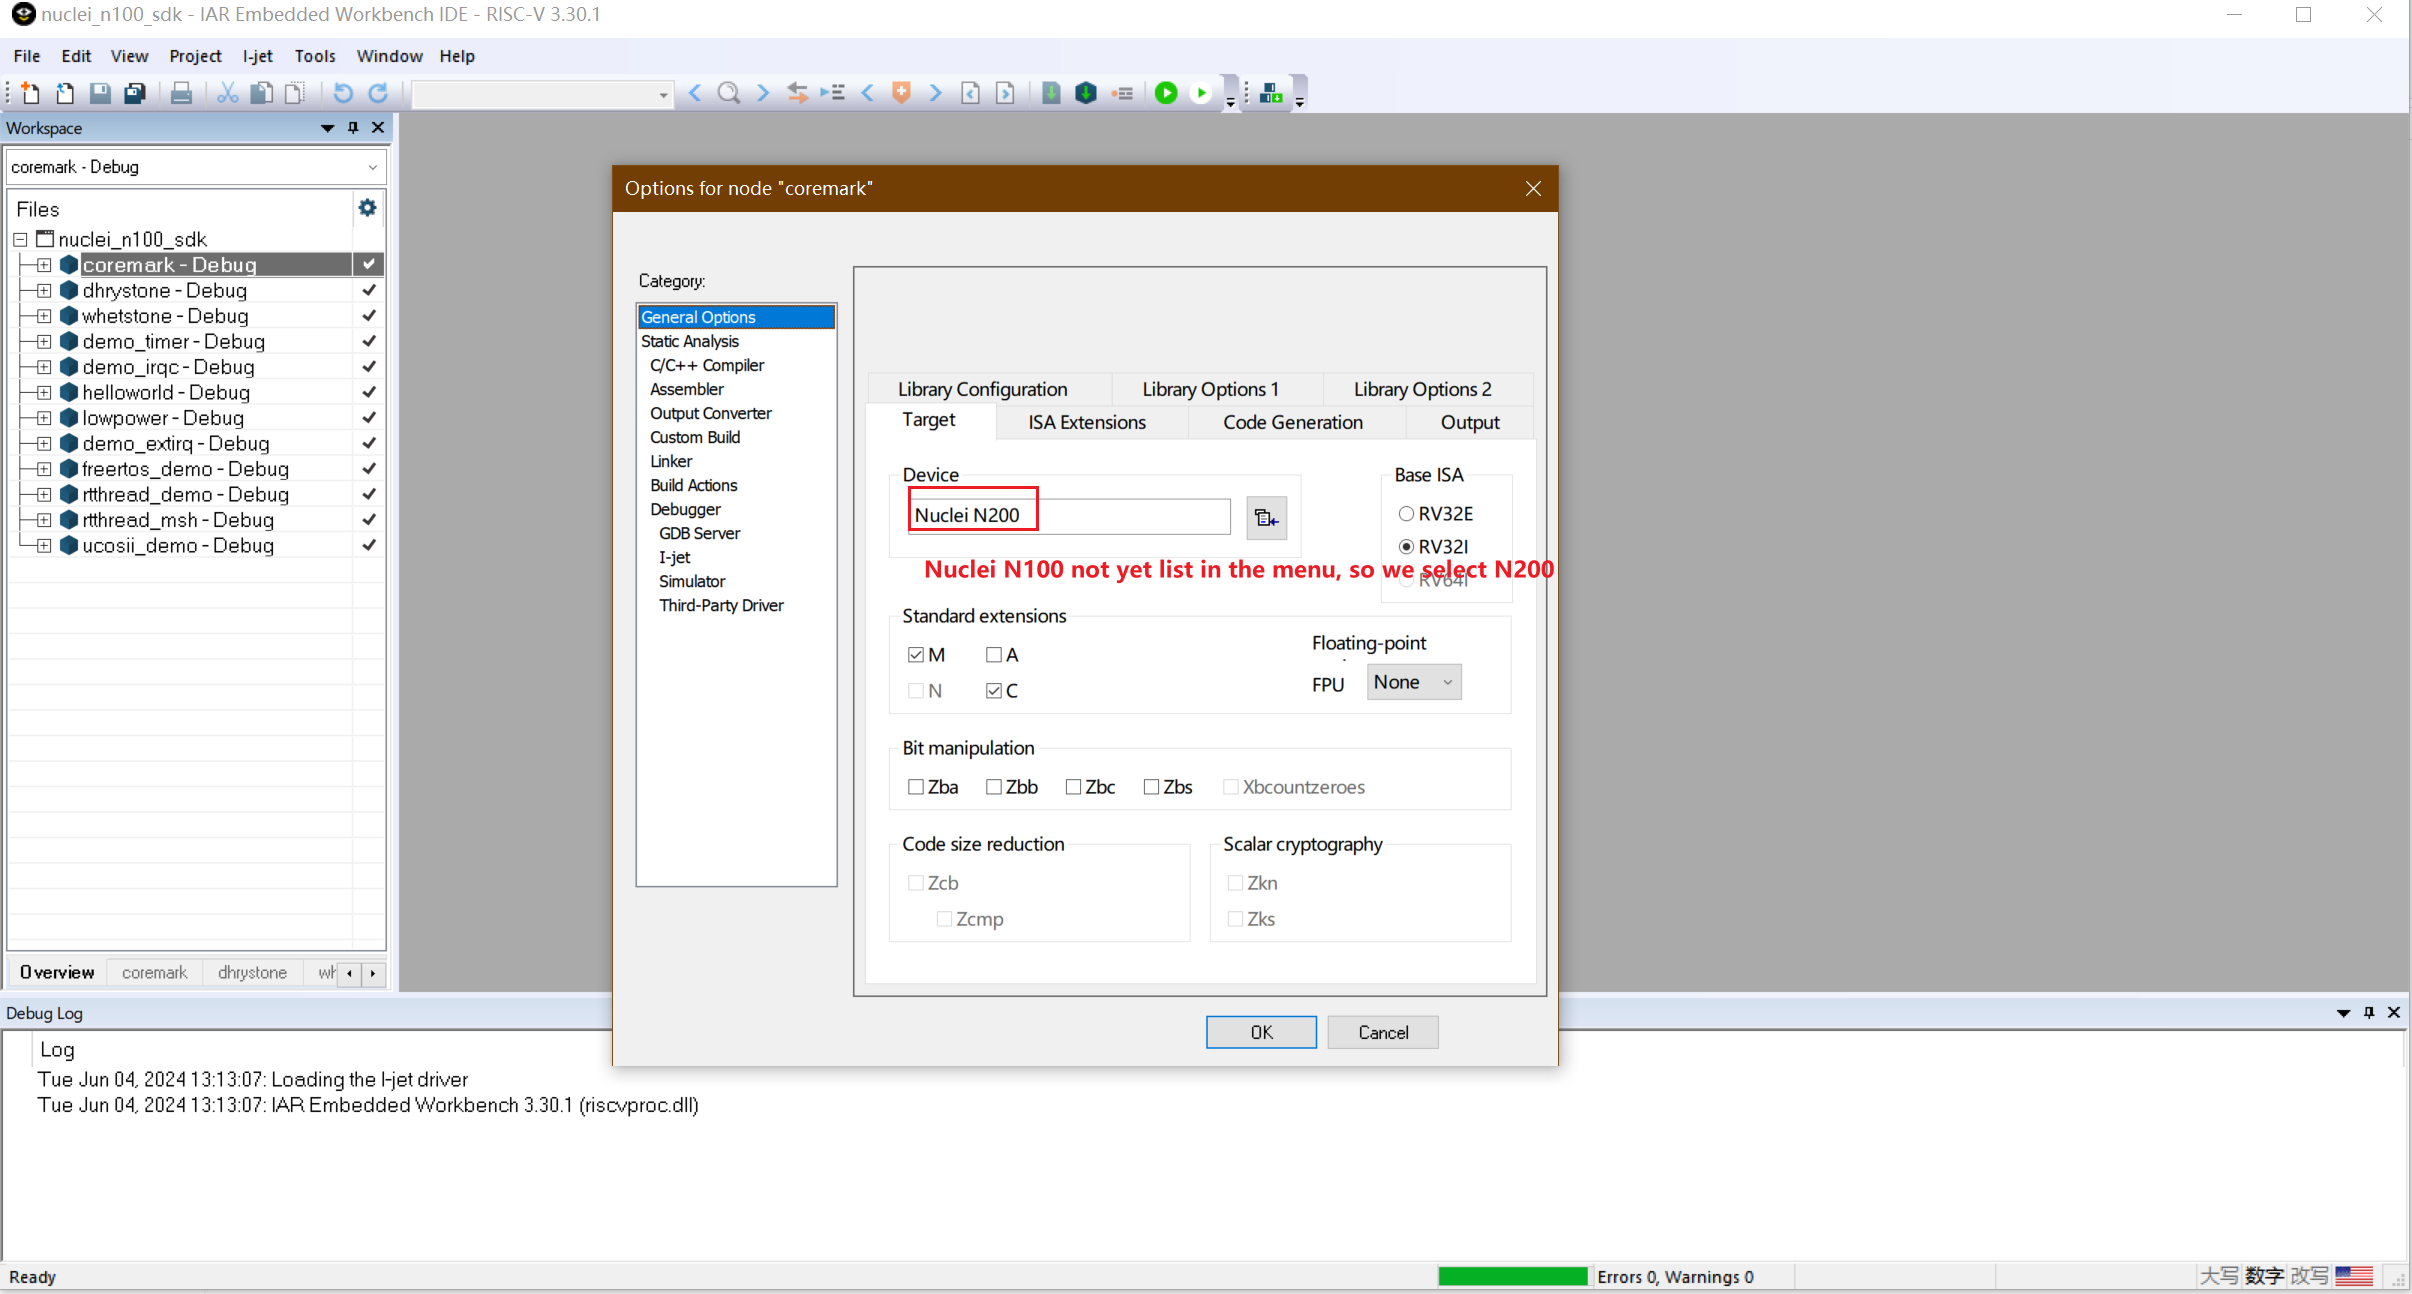 nuclei_n100_sdk - IAR Embedded Workbench IDE - RISC-V 3.30.1
File Edit View Project I-jet Tools Window Help
Workspace
coremark - Debug
Files
nuclei_n100_sdk
coremark - Debug
dhrystone - Debug
whetstone - Debug
demo_timer - Debug
demo_irqc - Debug
helloworld - Debug
lowpower - Debug
demo_extirq - Debug
freertos_demo - Debug
rtthread_demo - Debug
rtthread_msh - Debug
ucosii_demo - Debug
Overview coremark dhrystone wh
Options for node "coremark"
Category:
General Options
Static Analysis
C/C++ Compiler
Assembler
Output Converter
Custom Build
Linker
Build Actions
Debugger
GDB Server
I-jet
Simulator
Third-Party Driver
Library Configuration Library Options 1 Library Options 2
Target ISA Extensions Code Generation Output
Device
Nuclei N200
Base ISA
RV32E
RV32I
RV64I
Nuclei N100 not yet list in the menu, so we select N200
Standard extensions
M A
N C
Floating-point
FPU None
Bit manipulation
Zba Zbb Zbc Zbs Xbcountzeroes
Code size reduction
Zcb
Zcmp
Scalar cryptography
Zkn
Zks
OK Cancel
Debug Log
Log
Tue Jun 04, 2024 13:13:07: Loading the I-jet driver
Tue Jun 04, 2024 13:13:07: IAR Embedded Workbench 3.30.1 (riscvproc.dll)
Ready Errors 0, Warnings 0 大写 数字 改写